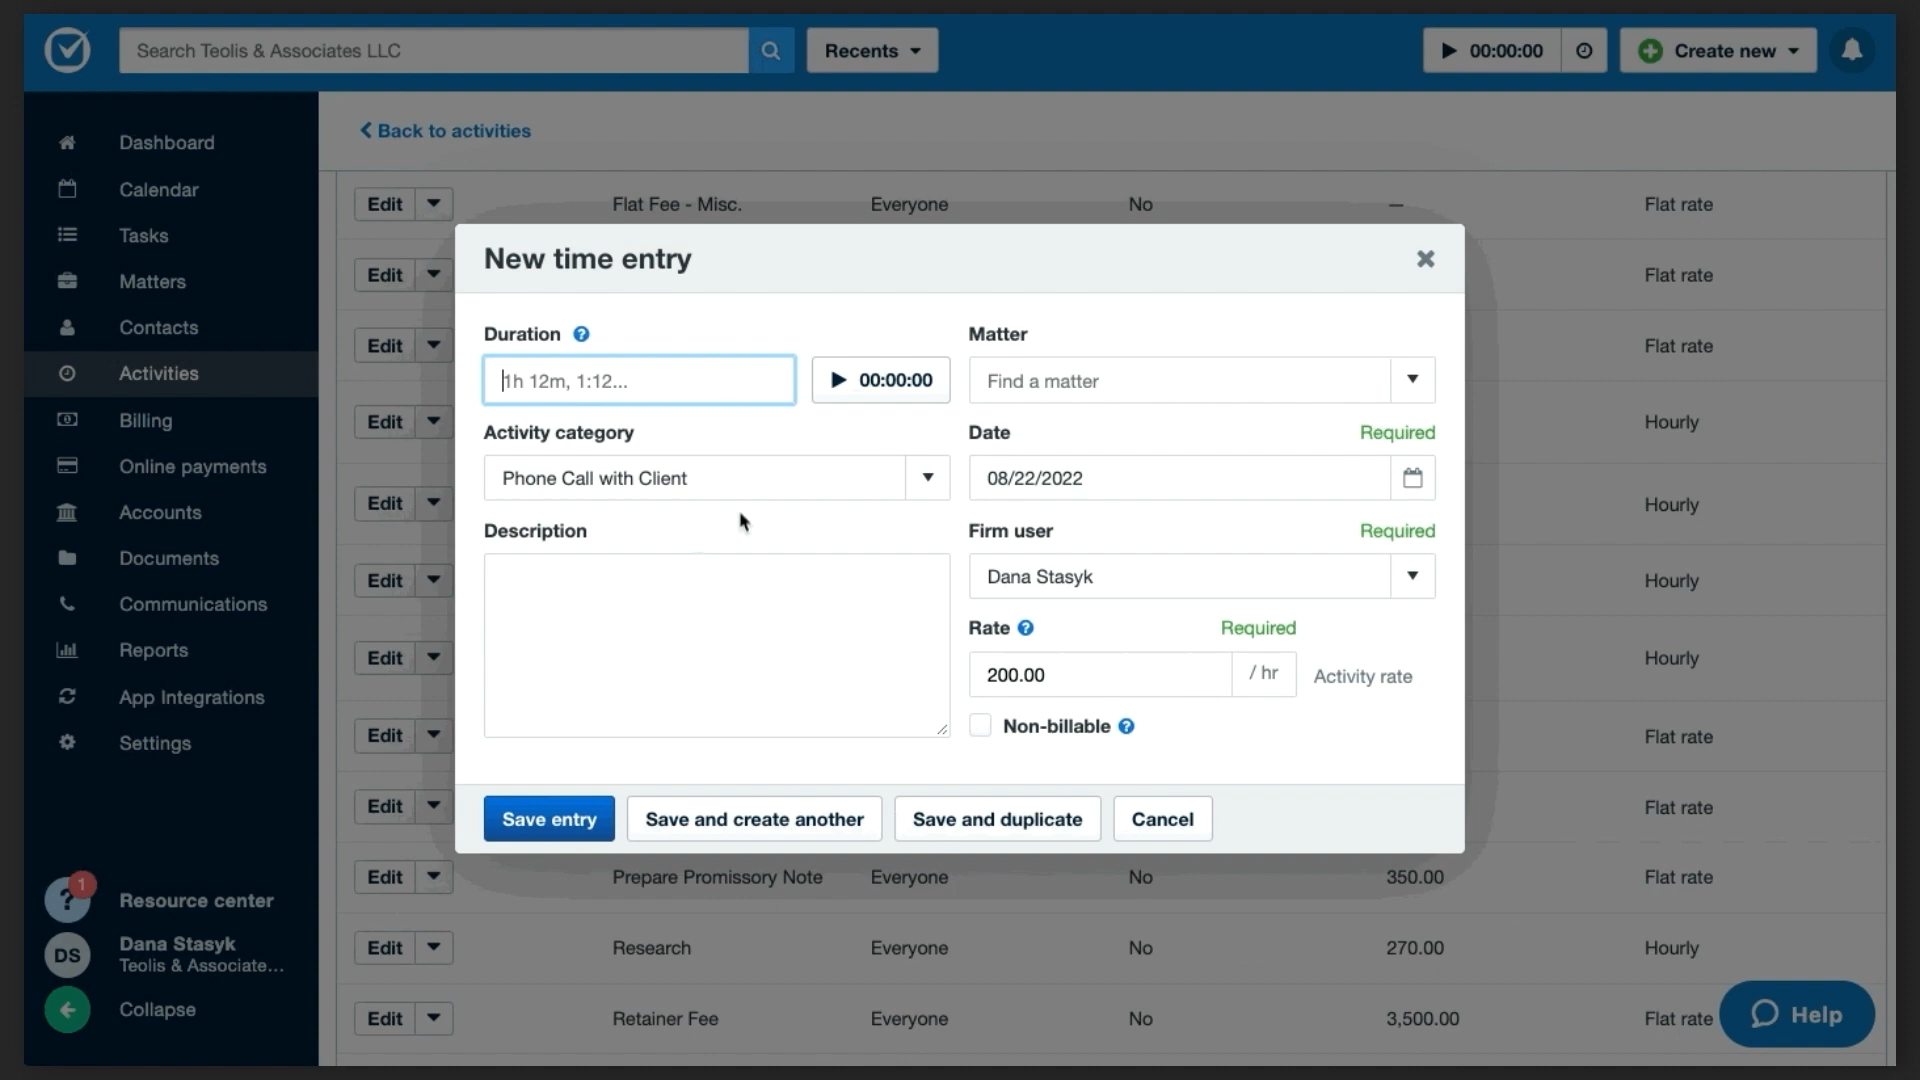 Search Teolis & Associates LLC
Recents
00:00:00
Create new
Dashboard
Calendar
Tasks
Matters
Contacts
Activities
Billing
Online payments
Accounts
Documents
Communications
Reports
App Integrations
Settings
1
?
Resource center
DS
Dana Stasyk
Teolis & Associate...
Collapse
Back to activities
Edit Flat Fee - Misc. Everyone No — Flat rate
Edit Flat rate
Edit Flat rate
Edit Hourly
Edit Hourly
Edit Hourly
Edit Hourly
Edit Flat rate
Edit Flat rate
New time entry
Duration ?
1h 12m, 1:12...
00:00:00
Matter
Find a matter
Activity category
Phone Call with Client
Date Required
08/22/2022
Description
Firm user Required
Dana Stasyk
Rate ? Required
200.00 / hr Activity rate
Non-billable ?
Save entry
Save and create another
Save and duplicate
Cancel
Edit Prepare Promissory Note Everyone No 350.00 Flat rate
Edit Research Everyone No 270.00 Hourly
Edit Retainer Fee Everyone No 3,500.00 Flat rate
Help